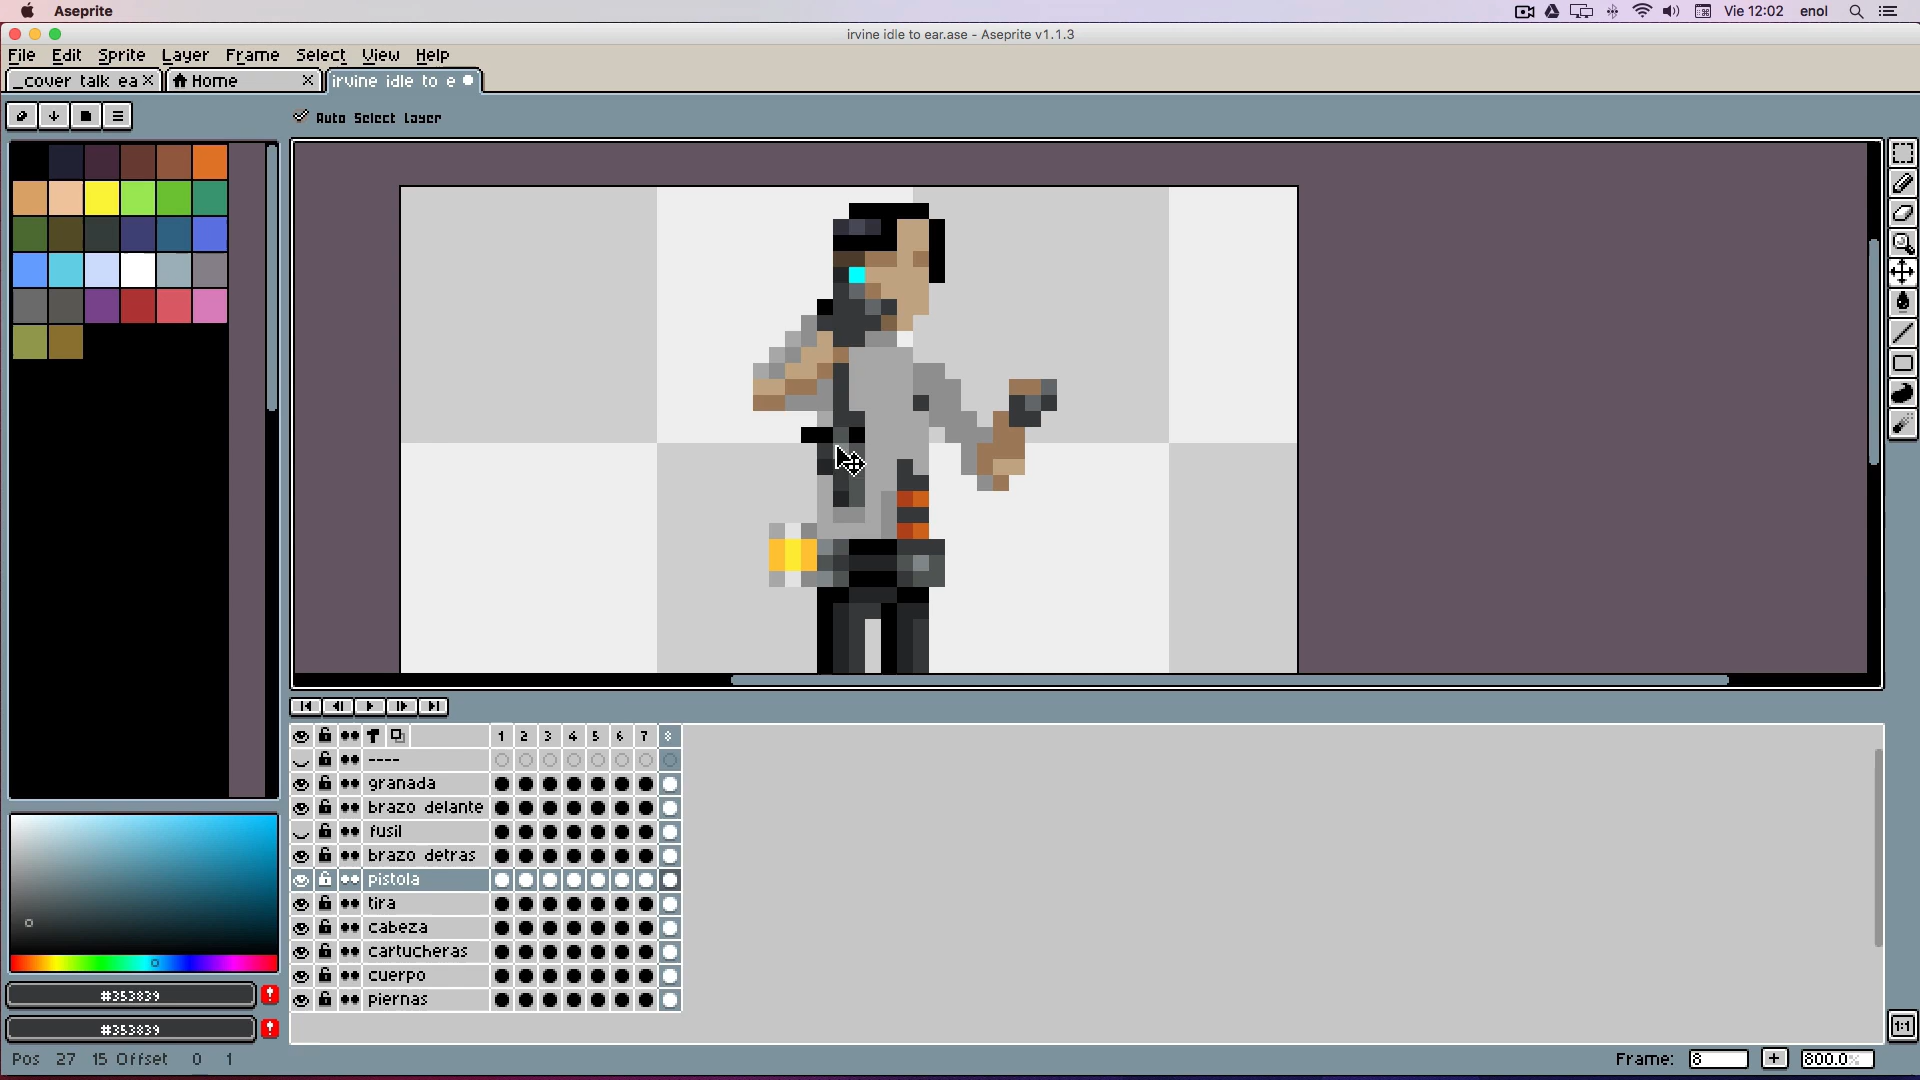 Aseprite
Vie 12:02 enol
irvine idle to ear.ase - Aseprite v1.1.3
File Edit Sprite Layer Frame Select View Help
_cover talk ea
Home
irvine idle to e
Auto Select Layer
1 2 3 4 5 6 7 8
----
granada
brazo delante
fusil
brazo detras
pistola
tira
cabeza
cartucheras
cuerpo
piernas
#353839
#353839
1:1
Pos 27 15 Offset 0 1
Frame: 8 + 800.0%